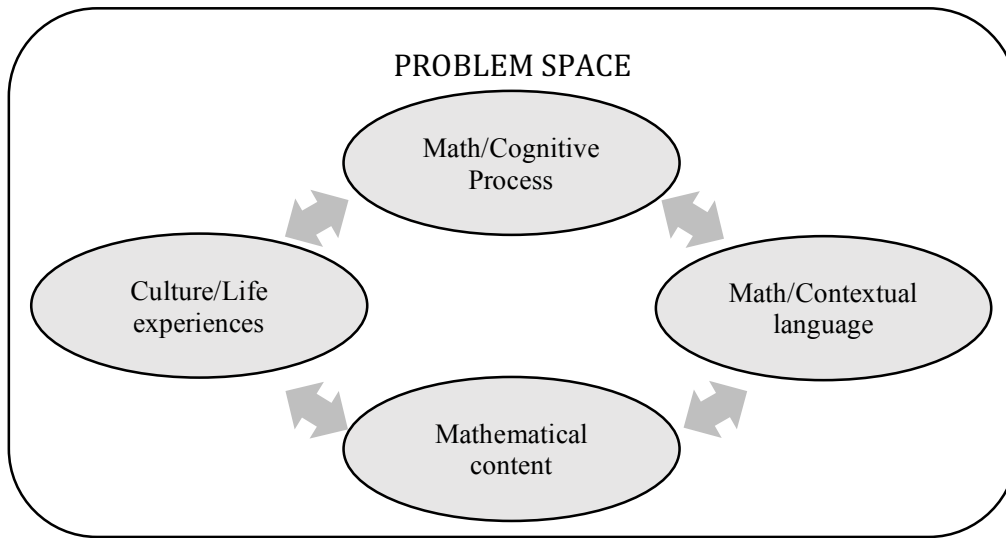 PROBLEM SPACE
Math/Cognitive
Process
Culture/Life
experiences
Math/Contextual
language
Mathematical
content